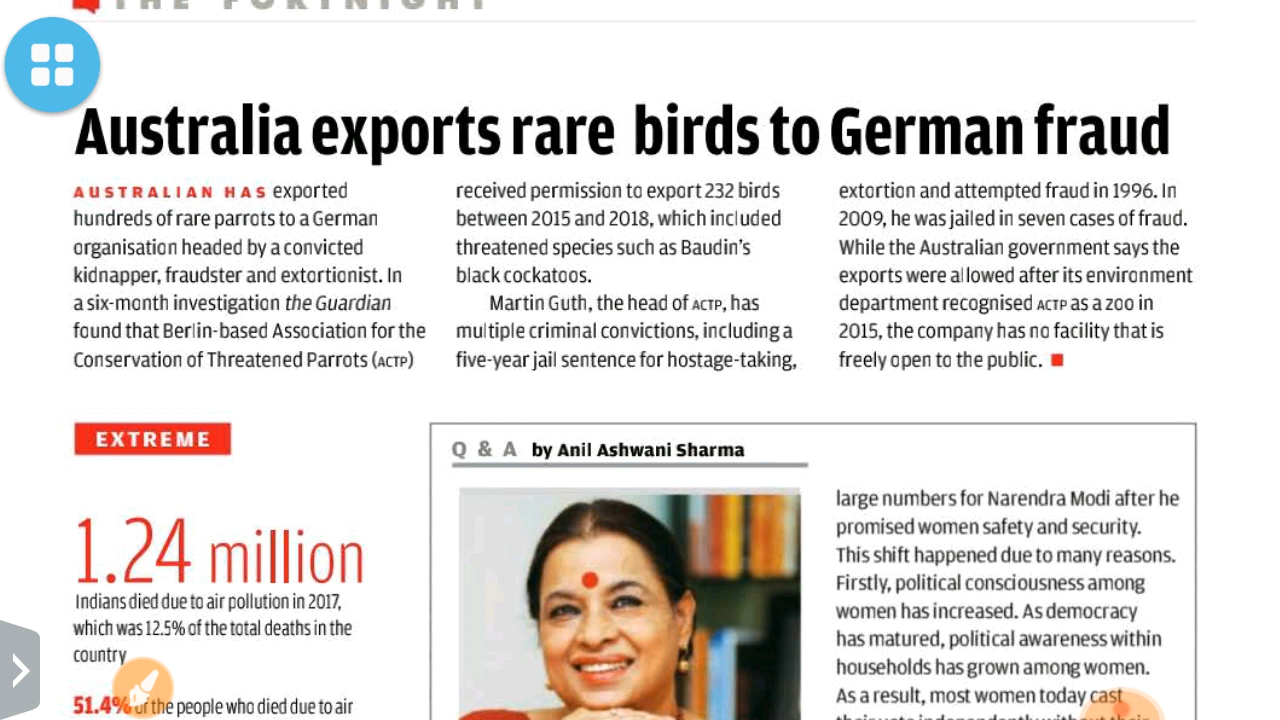 THE FORTNIGHT
Australia exports rare birds to German fraud
AUSTRALIAN HAS exported
hundreds of rare parrots to a German
organisation headed by a convicted
kidnapper, fraudster and extortionist. In
a six-month investigation the Guardian
found that Berlin-based Association for the
Conservation of Threatened Parrots (ACTP)
received permission to export 232 birds
between 2015 and 2018, which included
threatened species such as Baudin's
black cockatoos.
Martin Guth, the head of ACTP, has
multiple criminal convictions, including a
five-year jail sentence for hostage-taking,
extortion and attempted fraud in 1996. In
2009, he was jailed in seven cases of fraud.
While the Australian government says the
exports were allowed after its environment
department recognised ACTP as a zoo in
2015, the company has no facility that is
freely open to the public.
EXTREME
1.24 million
Indians died due to air pollution in 2017,
which was 12.5% of the total deaths in the
country
51.4% of the people who died due to air
Q & A by Anil Ashwani Sharma
large numbers for Narendra Modi after he
promised women safety and security.
This shift happened due to many reasons.
Firstly, political consciousness among
women has increased. As democracy
has matured, political awareness within
households has grown among women.
As a result, most women today cast
their vote independently without their